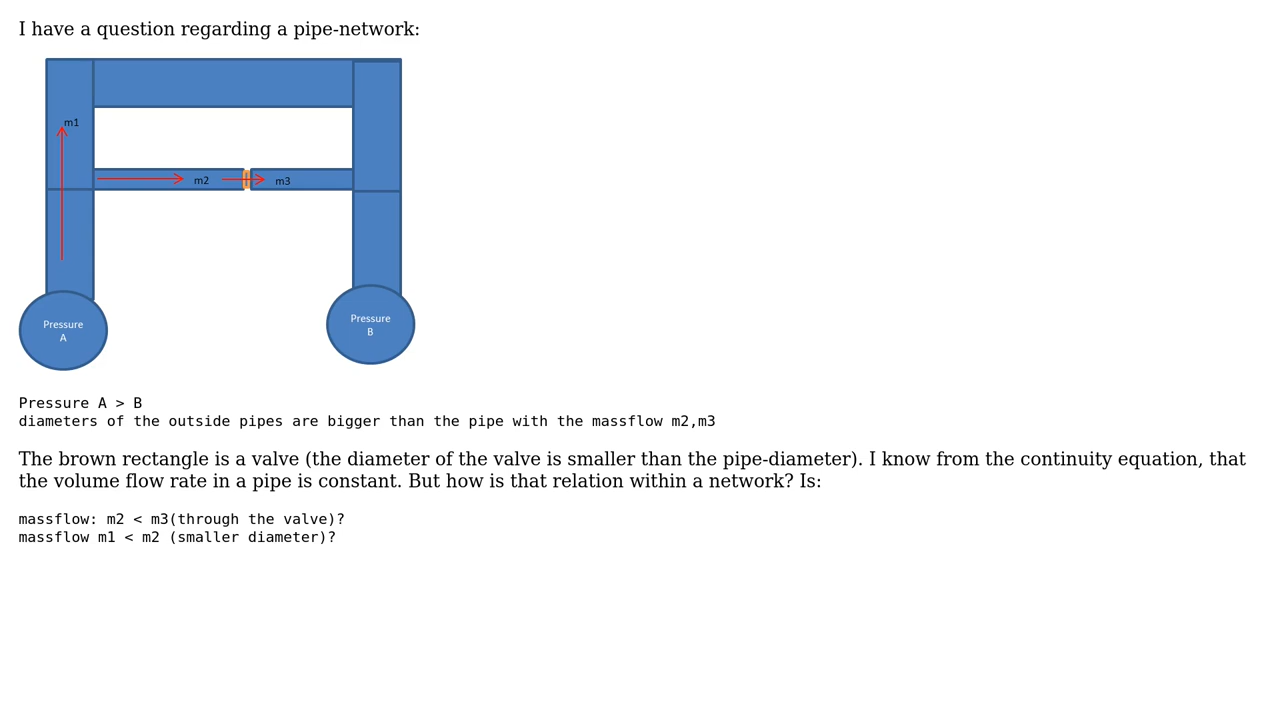 I have a question regarding a pipe-network:
m1
m2
m3
Pressure
A
Pressure
B
Pressure A > B
diameters of the outside pipes are bigger than the pipe with the massflow m2,m3
The brown rectangle is a valve (the diameter of the valve is smaller than the pipe-diameter). I know from the continuity equation, that
the volume flow rate in a pipe is constant. But how is that relation within a network? Is:
massflow: m2 < m3(through the valve)?
massflow m1 < m2 (smaller diameter)?